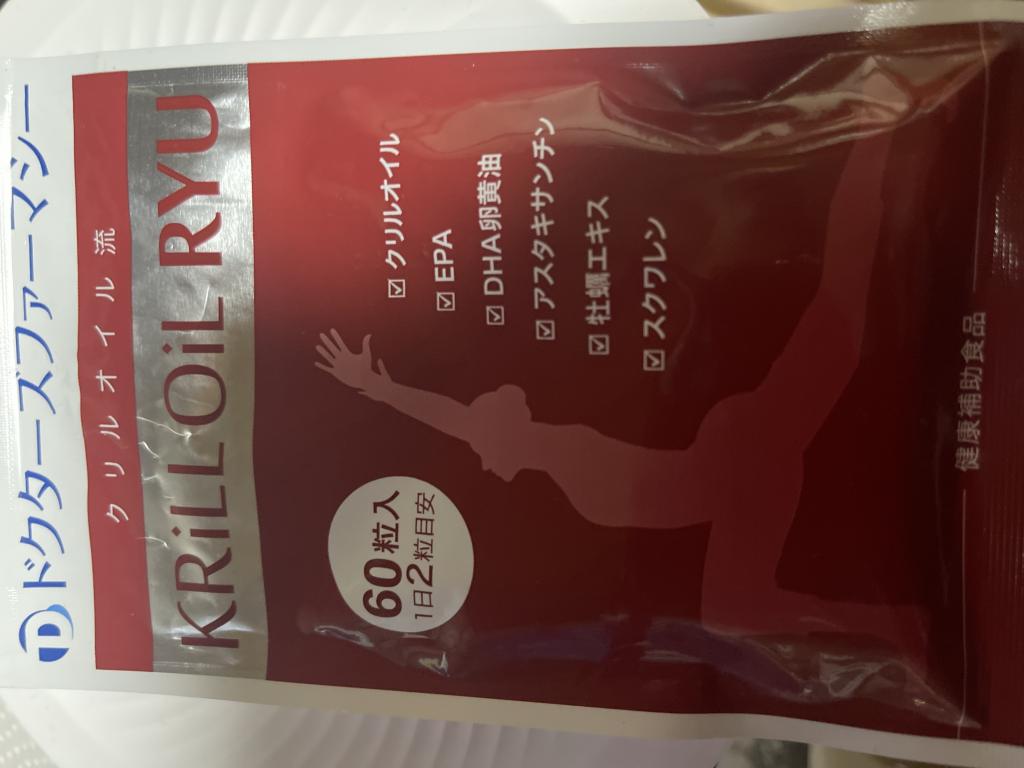 ドクターズファーマシー
クリルオイル流
KRiLL OiL RYU
60粒入
1日2粒目安
☑ クリルオイル
☑ EPA
☑ DHA卵黄油
☑ アスタキサンチン
☑ 牡蠣エキス
☑ スクワレン
健康補助食品